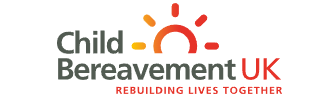 Child
Bereavement UK
REBUILDING LIVES TOGETHER